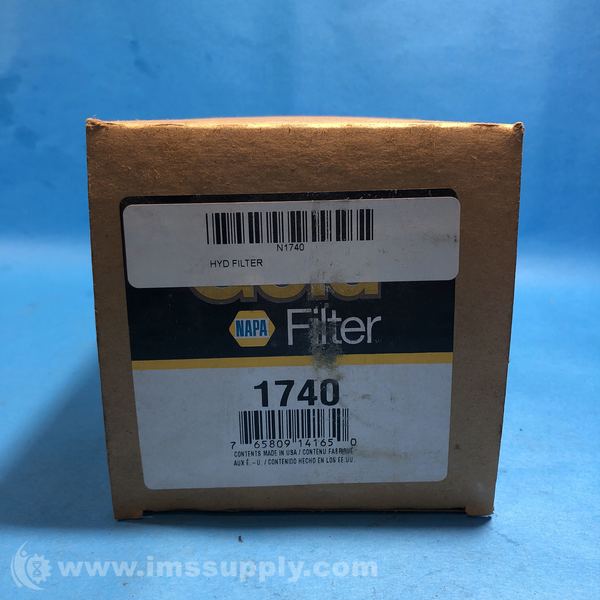 N1740
HYD FILTER
Gold
NAPA Filter
1740
7 65809 14165 0
CONTENTS MADE IN USA / CONTENU FABRIQUÉ
AUX É.-U. / CONTENIDO HECHO EN LOS EE.UU.
www.imssupply.com